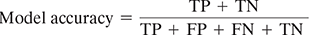 Model accuracy = TP + TN / TP + FP + FN + TN